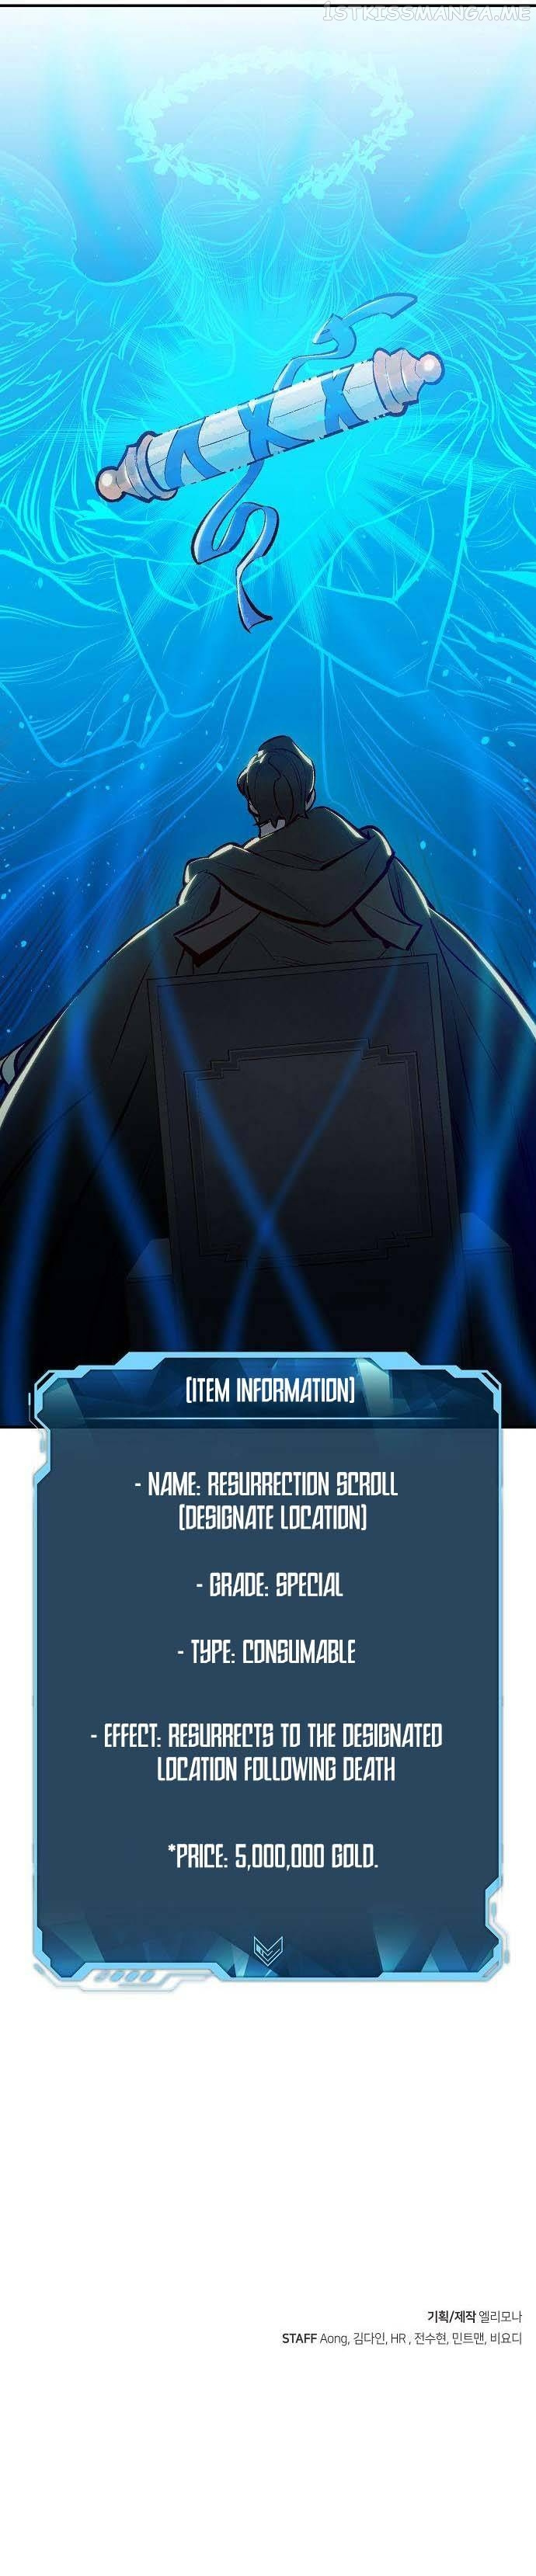 1STKISSMANGA.ME
[ITEM INFORMATION]
- NAME: RESURRECTION SCROLL
[DESIGNATE LOCATION]
- GRADE: SPECIAL
- TYPE: CONSUMABLE
- EFFECT: RESURRECTS TO THE DESIGNATED
LOCATION FOLLOWING DEATH
*PRICE: 5,000,000 GOLD.
기획/제작 엘리모나
STAFF Aong, 김다인, HR , 전수현, 민트맨, 비요디